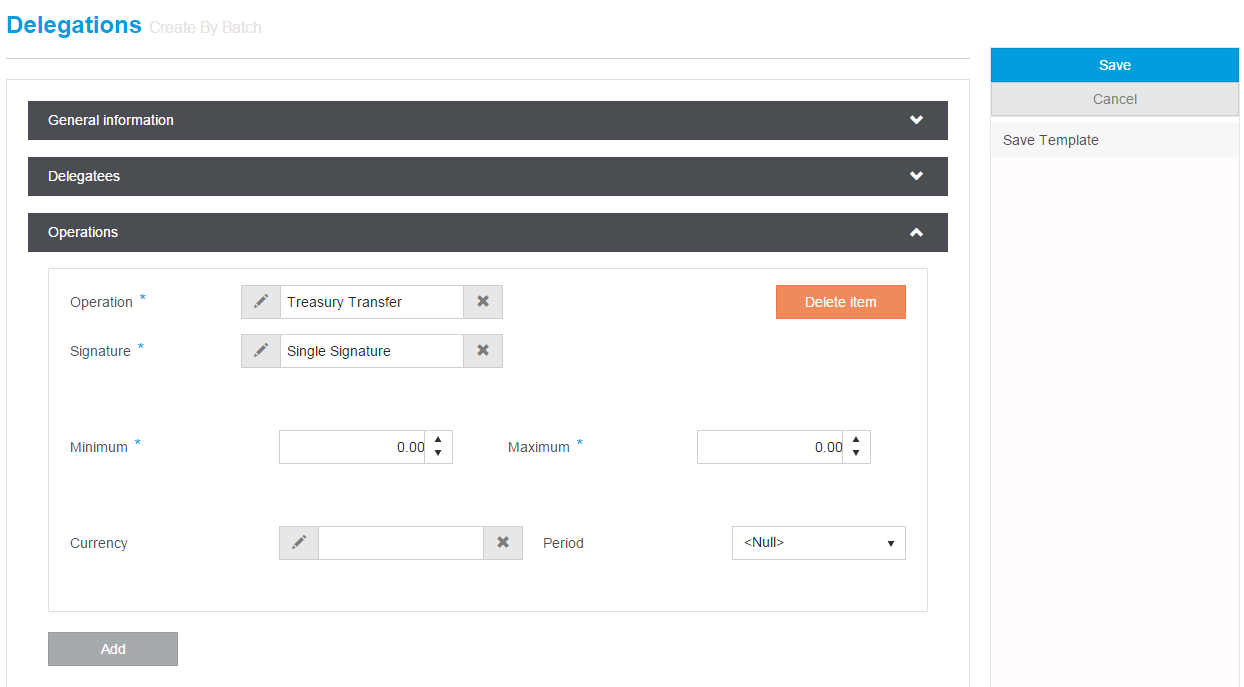 Delegations Create By Batch
Save
Cancel
Save Template
General information
Delegatees
Operations
Operation * Treasury Transfer Delete item
Signature * Single Signature
Minimum * 0.00 Maximum * 0.00
Currency Period <Null>
Add